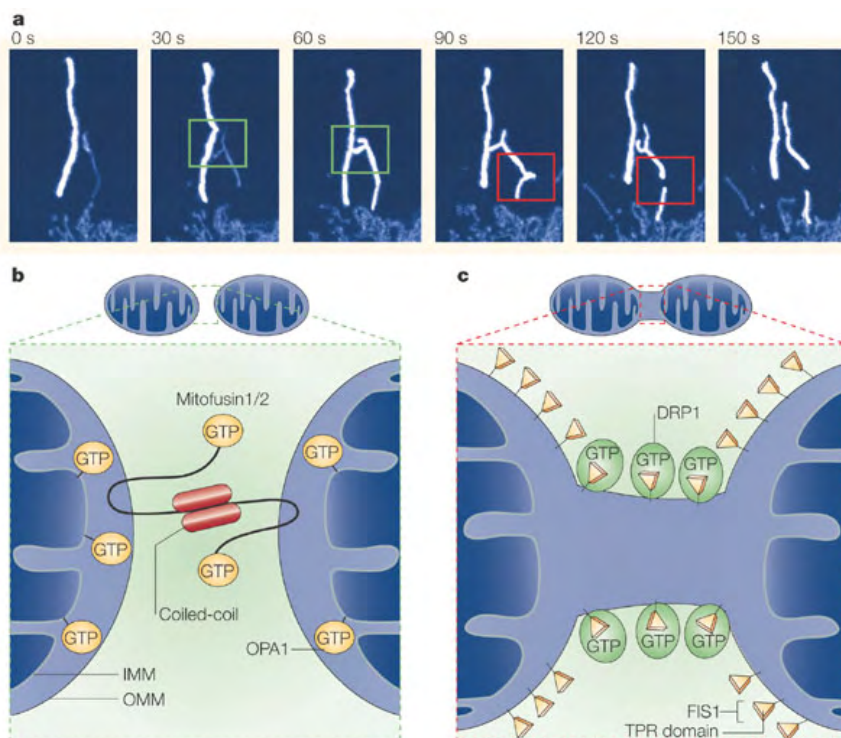 a
0 s 30 s 60 s 90 s 120 s 150 s
b
c
Mitofusin1/2
GTP
GTP
GTP
GTP
GTP
GTP
GTP
Coiled-coil
OPA1
IMM
OMM
DRP1
GTP
GTP
GTP
GTP
GTP
GTP
FIS1
TPR domain